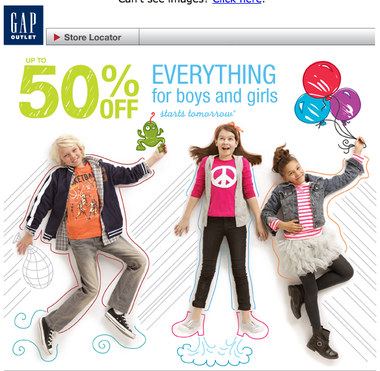 Can't see images? Click here.
GAP
OUTLET
Store Locator
UP TO
50% OFF
EVERYTHING
for boys and girls
starts tomorrow*